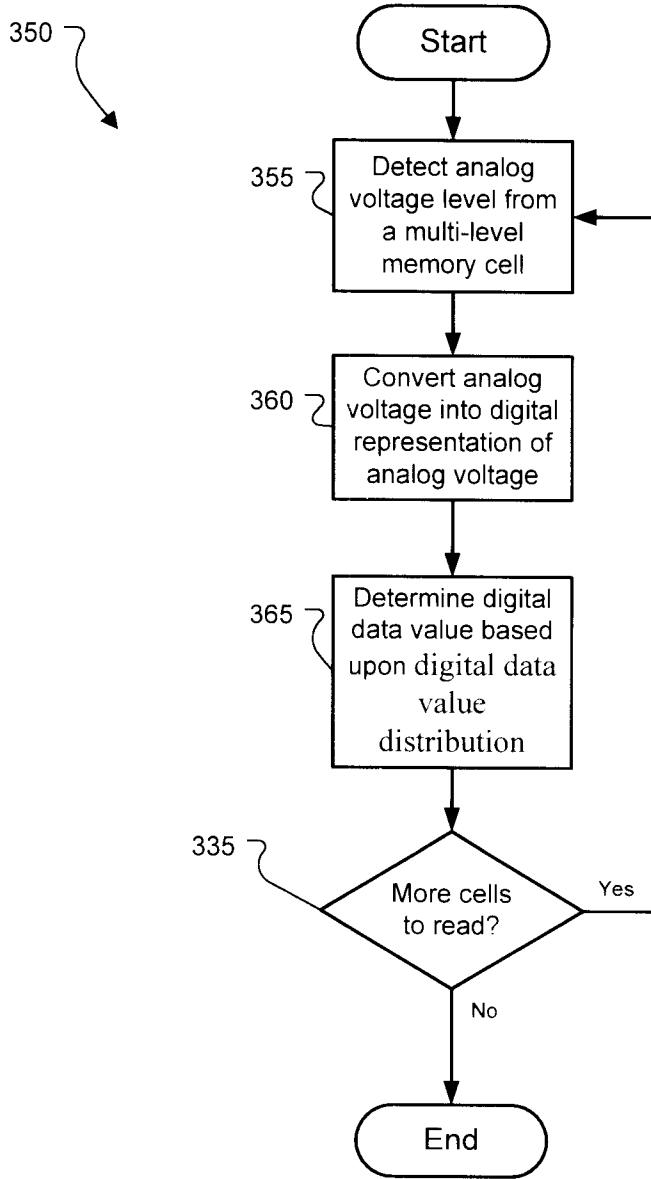 350
Start
355
Detect analog
voltage level from
a multi-level
memory cell
360
Convert analog
voltage into digital
representation of
analog voltage
365
Determine digital
data value based
upon digital data
value
distribution
335
More cells
to read?
Yes
No
End